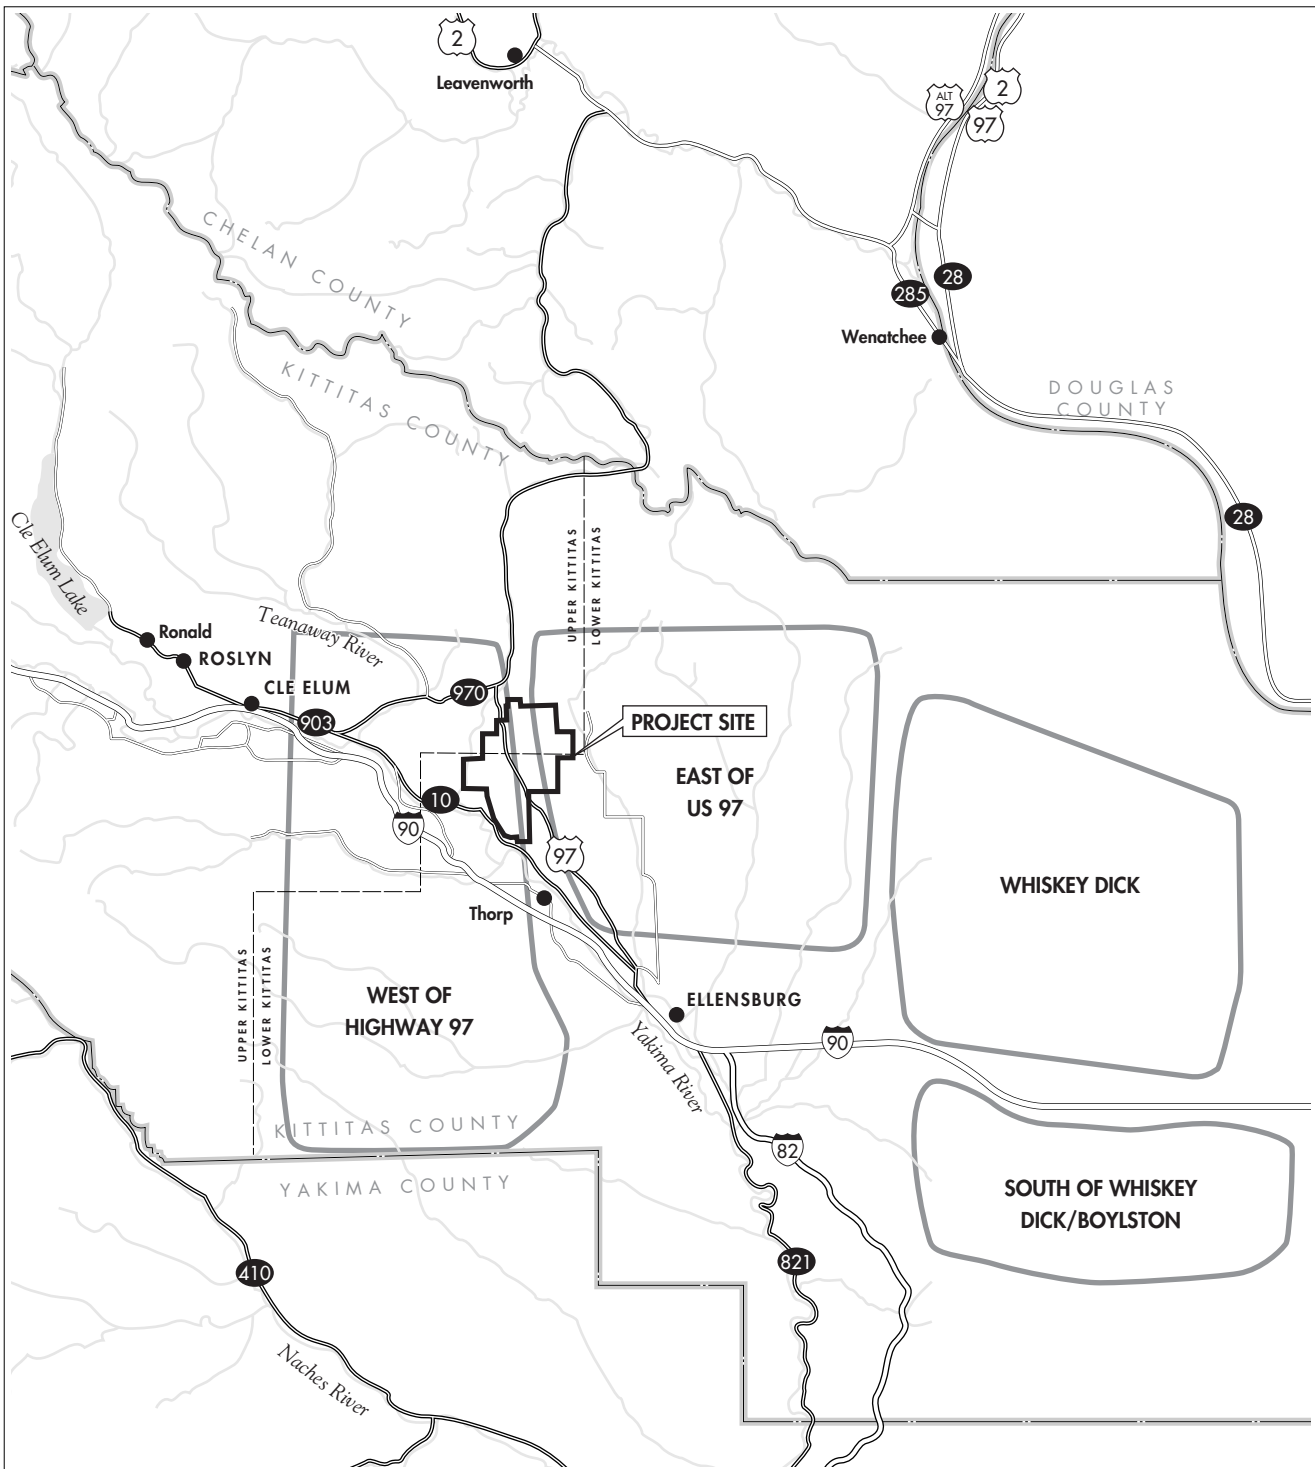 2
Leavenworth
ALT
97
2
97
CHELAN COUNTY
28
285
Wenatchee
KITTITAS COUNTY
DOUGLAS
COUNTY
28
Cle Elum Lake
UPPER KITTITAS
LOWER KITTITAS
Teanaway River
Ronald
ROSLYN
CLE ELUM
970
903
PROJECT SITE
EAST OF
US 97
10
90
97
WHISKEY DICK
Thorp
UPPER KITTITAS
LOWER KITTITAS
WEST OF
HIGHWAY 97
ELLENSBURG
Yakima River
90
KITTITAS COUNTY
82
YAKIMA COUNTY
SOUTH OF WHISKEY
DICK/BOYLSTON
410
821
Naches River